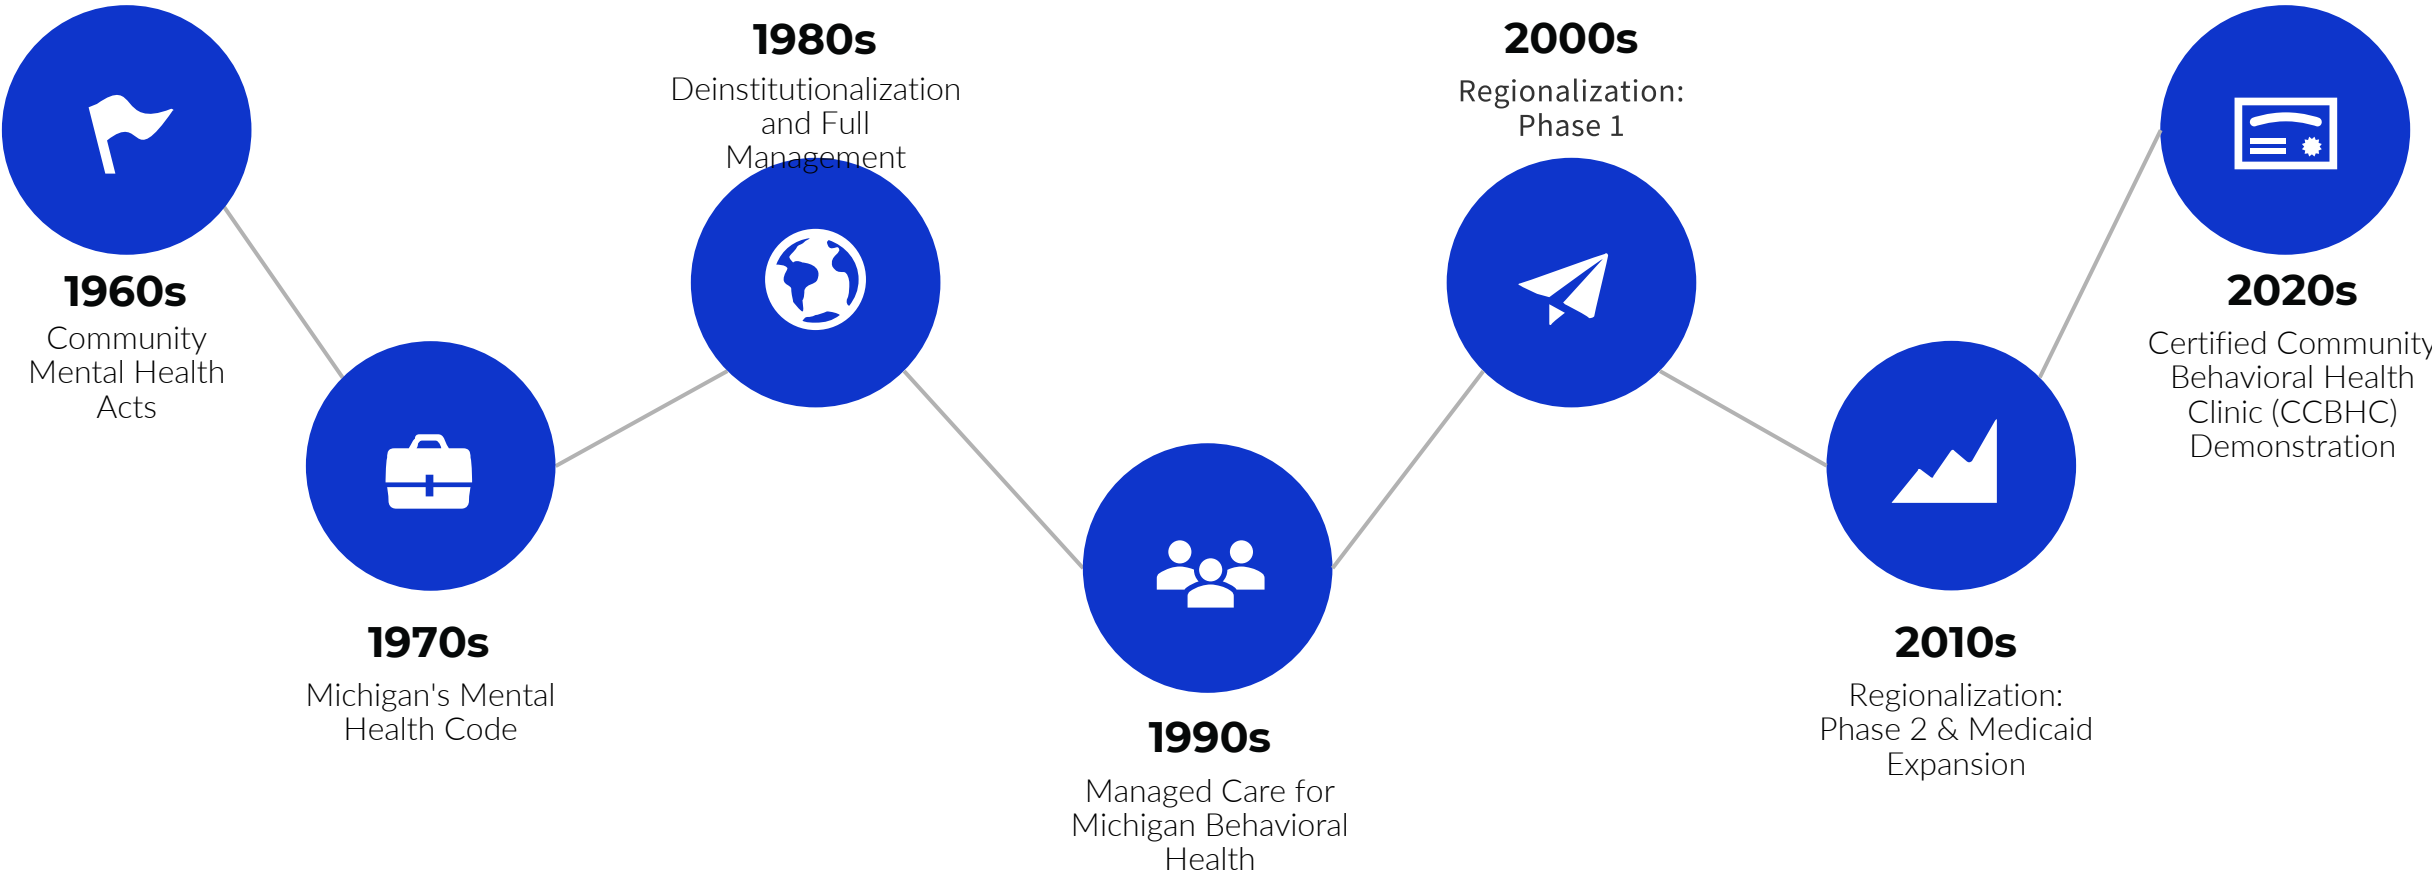 1960s
Community
Mental Health
Acts
1970s
Michigan's Mental
Health Code
1980s
Deinstitutionalization
and Full
Management
1990s
Managed Care for
Michigan Behavioral
Health
2000s
Regionalization:
Phase 1
2010s
Regionalization:
Phase 2 & Medicaid
Expansion
2020s
Certified Community
Behavioral Health
Clinic (CCBHC)
Demonstration